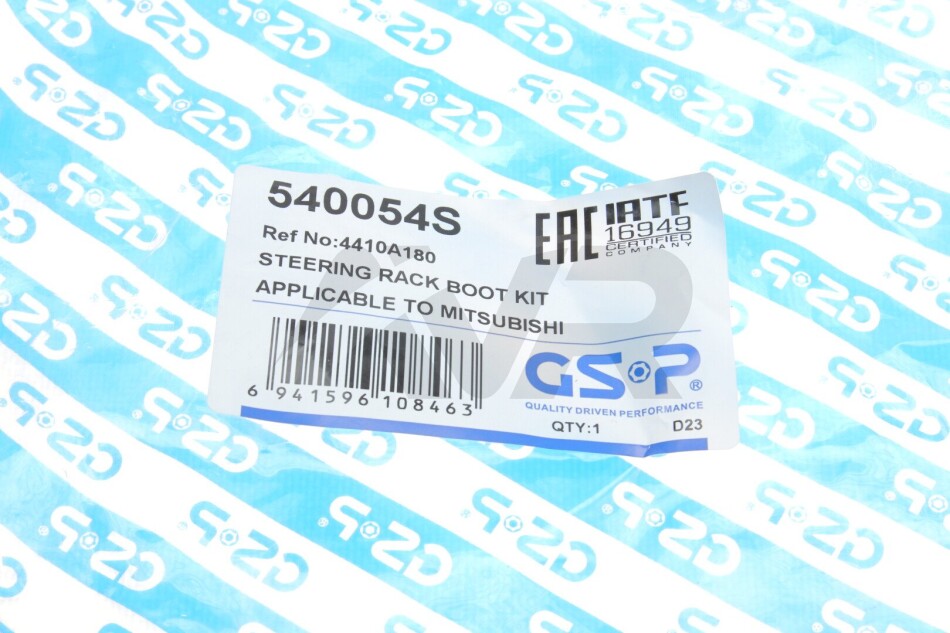 540054S
Ref No:4410A180
STEERING RACK BOOT KIT
APPLICABLE TO MITSUBISHI
6 941596 108463
EAC
IATF
16949
CERTIFIED
COMPANY
GSP®
QUALITY DRIVEN PERFORMANCE
QTY:1
D23